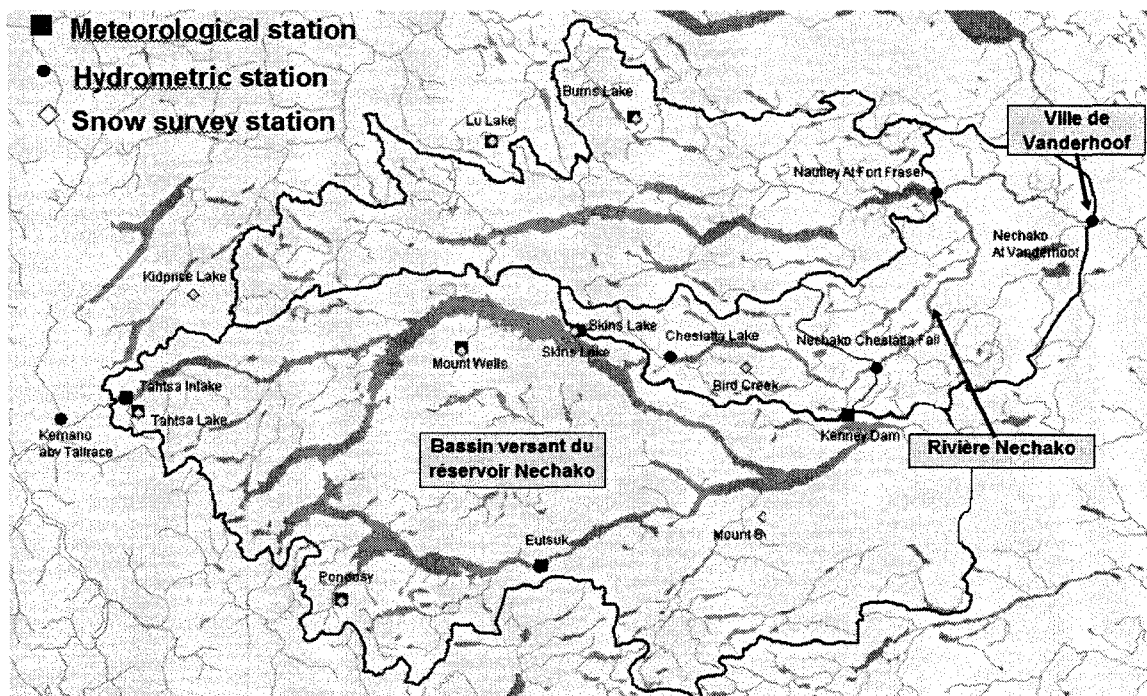 Meteorological station
Hydrometric station
Snow survey station
Burns Lake
Lu Lake
Ville de
Vanderhoof
Nautley At Fort Fraser
Nechako
At Vanderhoof
Kidprise Lake
Skins Lake
Skins Lake
Cheslatta Lake
Nechako Cheslatta Fall
Mount Wells
Bird Creek
Tahtsa Intake
Tahtsa Lake
Kemano
Kenney Dam
Rivière Nechako
Bassin versant du
réservoir Nechako
Mount
Eutsuk
Pondosy